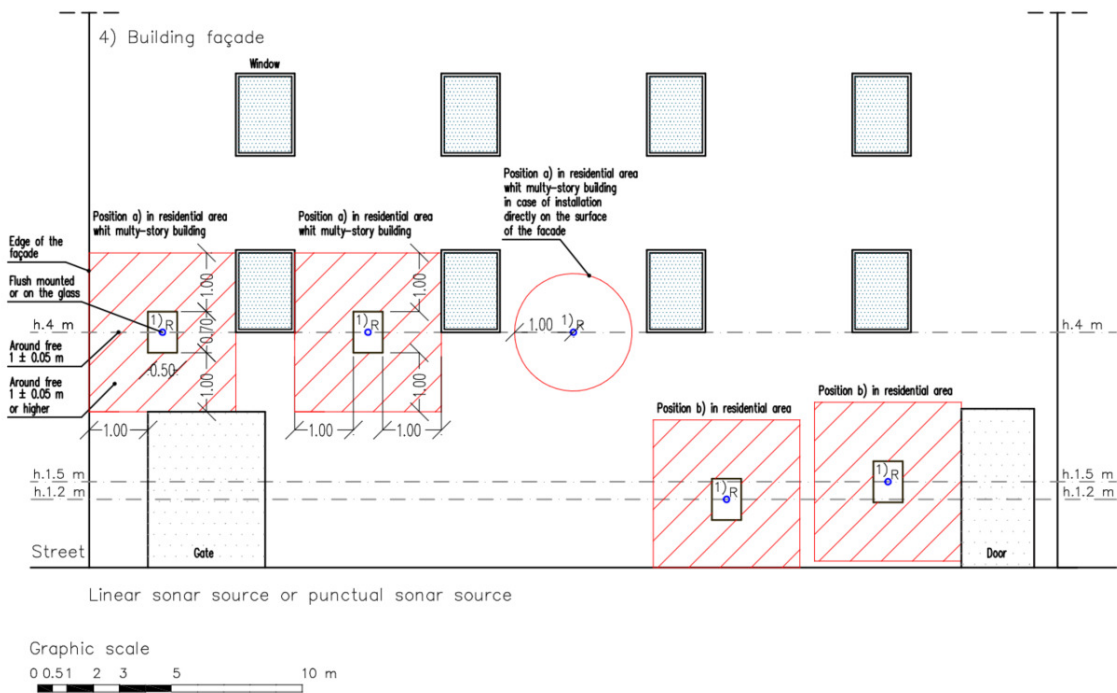 4) Building façade
Window
Position a) in residential area
whit multy-story building
in case of installation
directly on the surface
of the facade
Position a) in residential area
whit multy-story building
Position a) in residential area
whit multy-story building
Edge of the
façade
Flush mounted
or on the glass
h.4 m
Around free
1 ± 0.05 m
Around free
1 ± 0.05 m
or higher
1.00
0.70
1.00
0.50
1.00
1)
R
1.00
1.00
1.00
1.00
1)
R
1.00
1)
R
h.4 m
Position b) in residential area
Position b) in residential area
h.1.5 m
h.1.2 m
1)
R
1)
R
h.1.5 m
h.1.2 m
Street
Gate
Door
Linear sonar source or punctual sonar source
Graphic scale
0 0.51 2 3 5 10 m